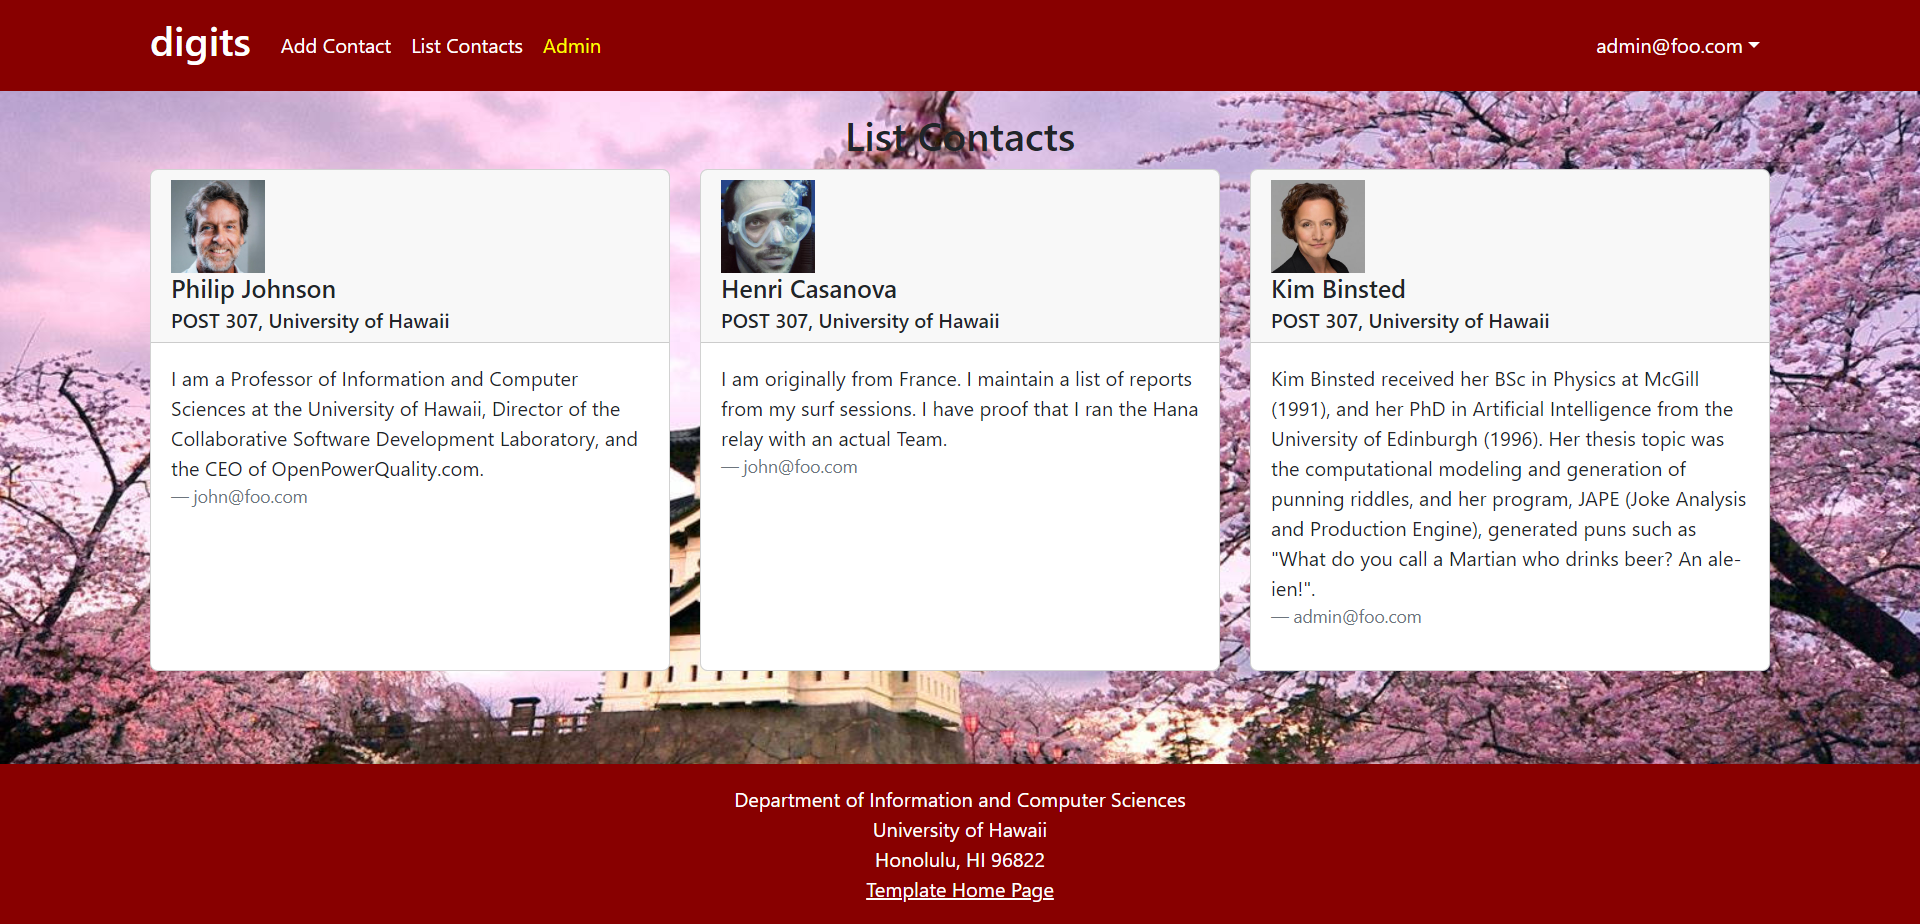 digits
Add Contact
List Contacts
Admin
admin@foo.com
List Contacts
Philip Johnson
POST 307, University of Hawaii
I am a Professor of Information and Computer
Sciences at the University of Hawaii, Director of the
Collaborative Software Development Laboratory, and
the CEO of OpenPowerQuality.com.
— john@foo.com
Henri Casanova
POST 307, University of Hawaii
I am originally from France. I maintain a list of reports
from my surf sessions. I have proof that I ran the Hana
relay with an actual Team.
— john@foo.com
Kim Binsted
POST 307, University of Hawaii
Kim Binsted received her BSc in Physics at McGill
(1991), and her PhD in Artificial Intelligence from the
University of Edinburgh (1996). Her thesis topic was
the computational modeling and generation of
punning riddles, and her program, JAPE (Joke Analysis
and Production Engine), generated puns such as
"What do you call a Martian who drinks beer? An ale-
ien!".
— admin@foo.com
Department of Information and Computer Sciences
University of Hawaii
Honolulu, HI 96822
Template Home Page